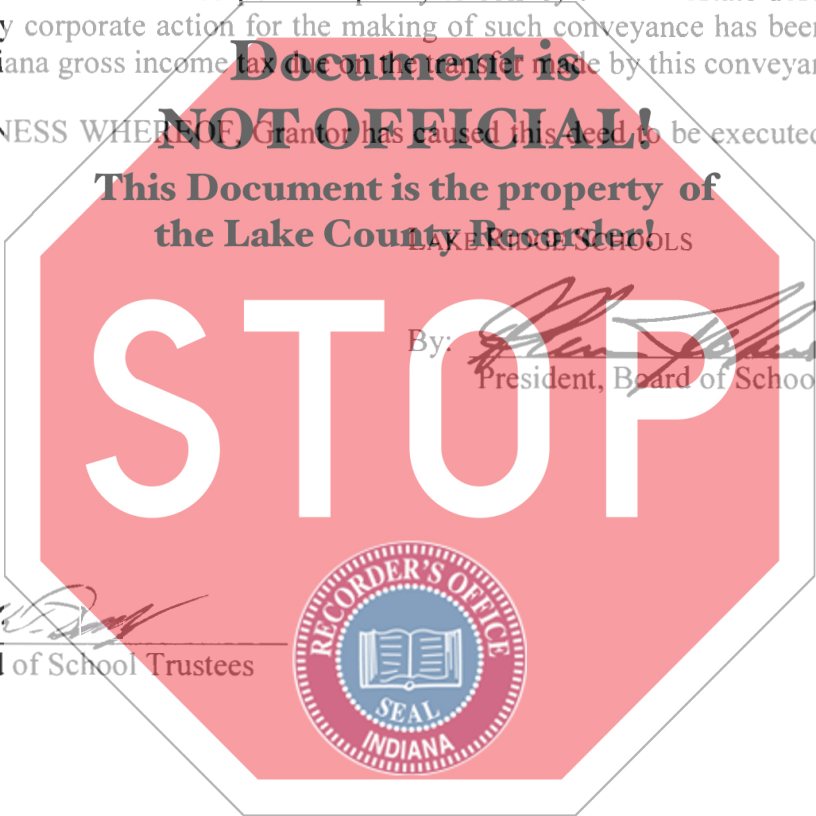 y corporate action for the making of such conveyance has been
iana gross income tax due on the transfer made by this conveyan
Document is
NOT OFFICIAL!
NESS WHEREOF, Grantor has caused this deed to be executed
This Document is the property of
the Lake County Recorder!
LAKE RIDGE SCHOOLS
STOP
By:
President, Board of Schoo
of School Trustees
RECORDER'S OFFICE
SEAL
INDIANA